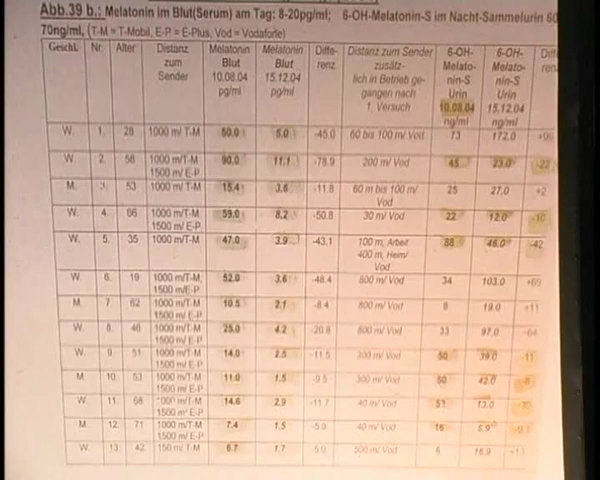 Abb.39 b.: Melatonin im Blut(Serum) am Tag: 8-20pg/ml; 6-OH-Melatonin-S im Nacht-Sammelurin 60
70ng/ml, (T-M = T-Mobil, E-P = E-Plus, Vod = Vodafone)
Geschl. Nr. Alter Distanz zum Sender Melatonin Blut 10.08.04 pg/ml Melatonin Blut 15.12.04 pg/ml Differenz Distanz zum Sender zusätzlich in Betrieb gegangen nach 1. Versuch 6-OH-Melatonin-S Urin 10.08.04 ng/ml 6-OH-Melatonin-S Urin 15.12.04 ng/ml
W. 1. 28 1000 m/ T-M 50.0 5.0 -45.0 60 bis 100 m/ Vod 73 172.0
W. 2. 58 1000 m/T-M 90.0 11.1 -78.9 200 m/ Vod 45 23.0 -22
1500 m/ E-P
M. 3. 53 1000 m/ T-M 15.4 3.6 -11.8 60 m bis 100 m/ 25 27,0 +2
Vod
W. 4. 66 1000 m/T-M 59.0 8.2 -50.8 30 m/ Vod 22 12.0 -10
1500 m/ E-P
W. 5. 35 1000 m/T-M 47.0 3.9 -43.1 100 m, Arbeit 88 46.0 -42
400 m, Heim/
Vod
W. 6. 19 1000 m/T-M, 52.0 3,6 -48.4 800 m/ Vod 34 103.0 +69
1500 m/E-P
M. 7. 62 1000 m/T-M 10.5 2,1 -8.4 800 m/ Vod 8 19.0 +11
1500 m/ E-P
W. 8. 46 1000 m/T-M 25.0 4.2 -20.8 800 m/ Vod 33 97.0 -64
1500 m/ E-P
W. 9. 51 1000 m/T-M 14.0 2.5 -11.5 300 m/ Vod 50 39.0 -11
1500 m/ E-P
M. 10. 53 1000 m/T-M 11.0 1.5 -9.5 300 m/ Vod 50 42.0
1500 m/ E-P
W. 11. 68 m/T-M 14.6 2.9 -11.7 40 m/ Vod 13.0
1500 m/ E-P
M. 12. 71 1000 m/T-M 7.4 1.5 -5.9 40 m/ Vod 16 6.9
1500 m/ E-P
W. 13. 42 150 m/ T-M 6.7 1.7 5.0 500 m/ Vod 6